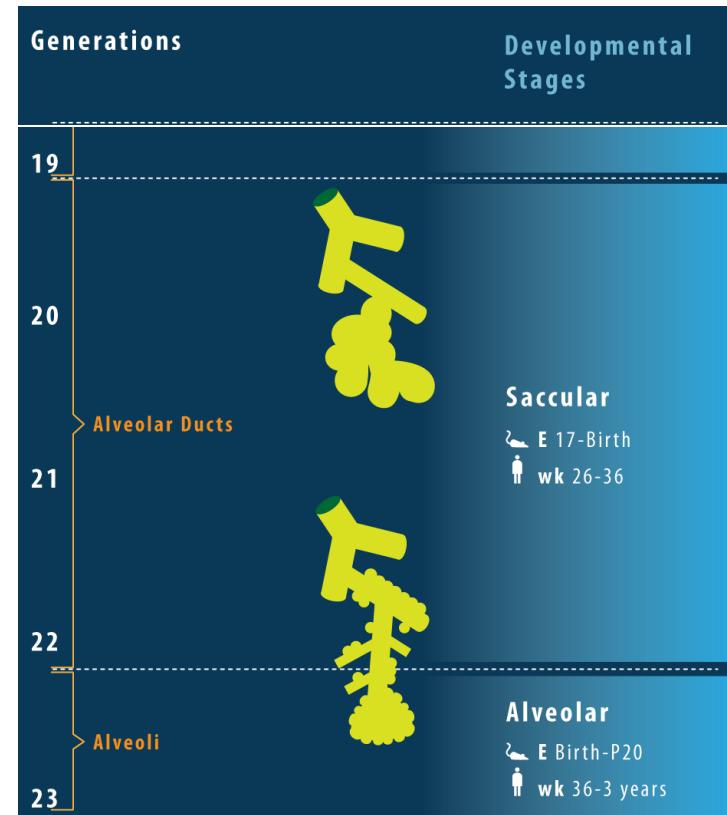 Generations
Developmental
Stages
19
20
Alveolar Ducts
Saccular
E 17-Birth
wk 26-36
21
22
Alveolar
E Birth-P20
wk 36-3 years
Alveoli
23